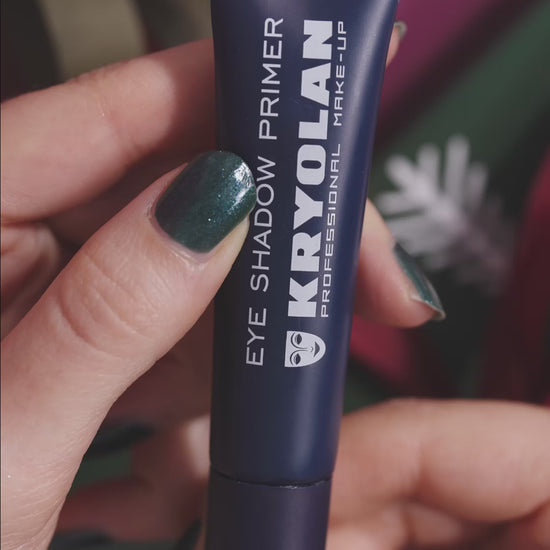 EYE SHADOW PRIMER
KRYOLAN
PROFESSIONAL MAKE-UP